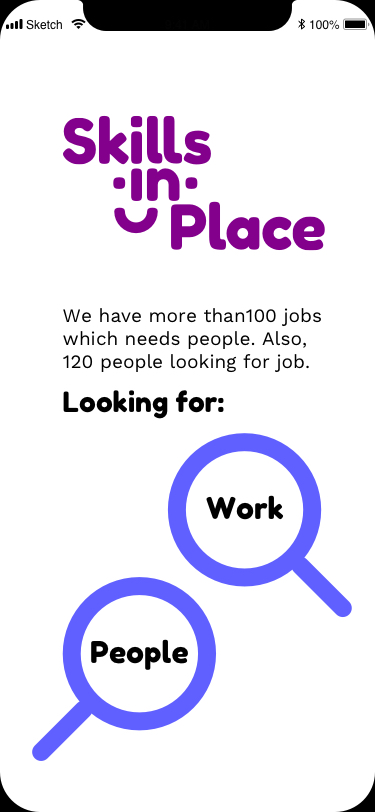 Sketch 100%
Skills
·in·
Place
We have more than100 jobs
which needs people. Also,
120 people looking for job.
Looking for:
Work
People